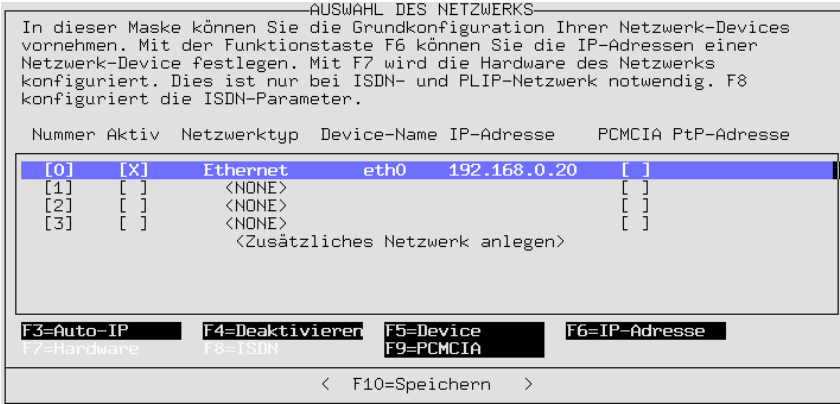 AUSWAHL DES NETZWERKS
In dieser Maske können Sie die Grundkonfiguration Ihrer Netzwerk-Devices
vornehmen. Mit der Funktionstaste F6 können Sie die IP-Adressen einer
Netzwerk-Device festlegen. Mit F7 wird die Hardware des Netzwerks
konfiguriert. Dies ist nur bei ISDN- und PLIP-Netzwerk notwendig. F8
konfiguriert die ISDN-Parameter.
Nummer Aktiv Netzwerktyp Device-Name IP-Adresse PCMCIA PtP-Adresse
[0] [X] Ethernet eth0 192.168.0.20 [ ]
[1] [ ] <NONE> [ ]
[2] [ ] <NONE> [ ]
[3] [ ] <NONE> [ ]
<Zusätzliches Netzwerk anlegen>
F3=Auto-IP F4=Deaktivieren F5=Device F6=IP-Adresse
F7=Hardware F8=ISDN F9=PCMCIA
< F10=Speichern >